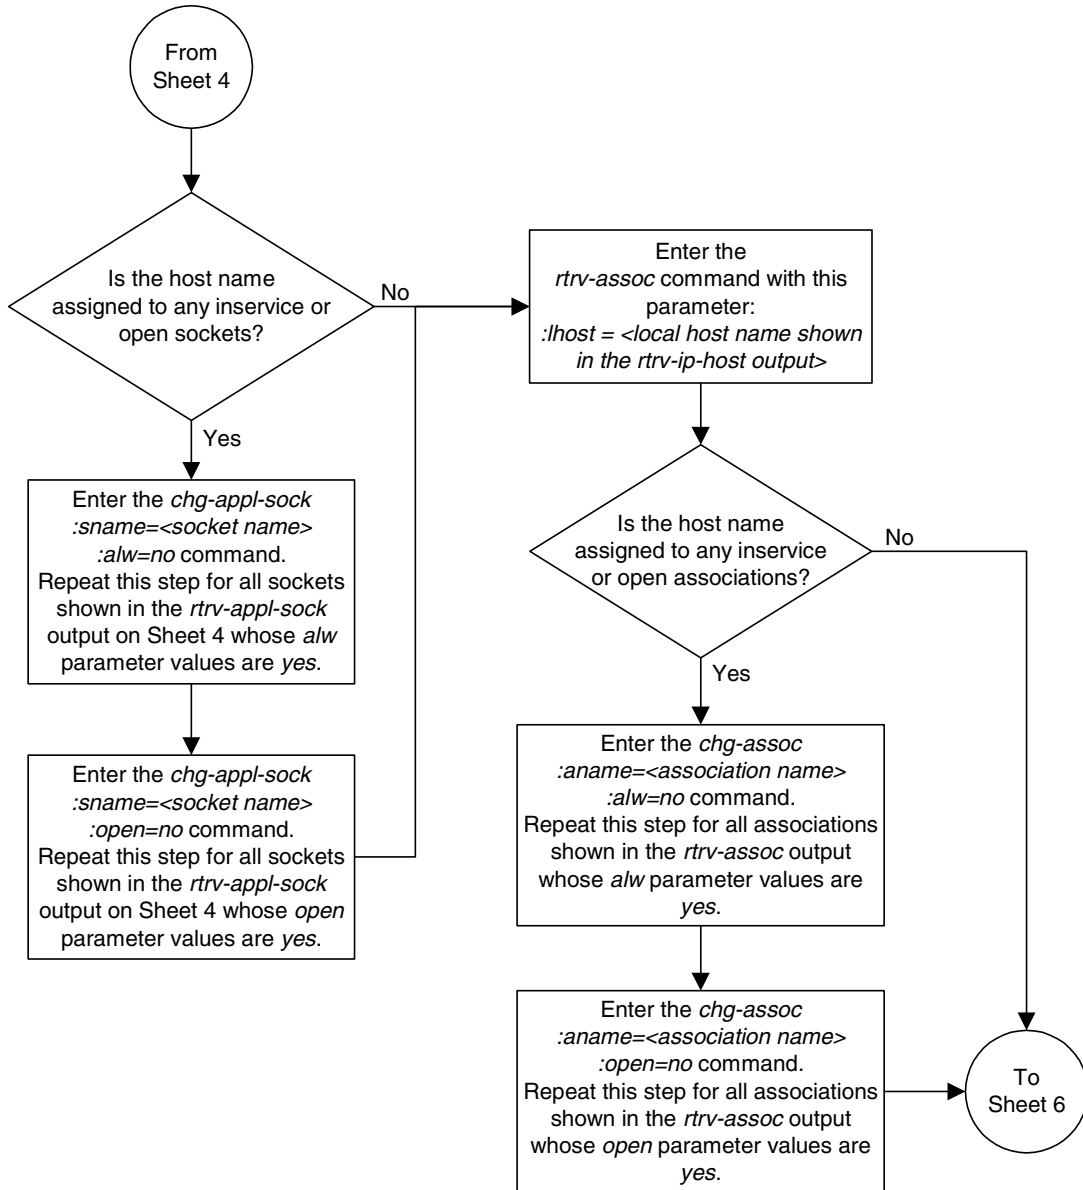 From
Sheet 4
Is the host name
assigned to any inservice or
open sockets?
No
Yes
Enter the chg-appl-sock
:sname=<socket name>
:alw=no command.
Repeat this step for all sockets
shown in the rtrv-appl-sock
output on Sheet 4 whose alw
parameter values are yes.
Enter the chg-appl-sock
:sname=<socket name>
:open=no command.
Repeat this step for all sockets
shown in the rtrv-appl-sock
output on Sheet 4 whose open
parameter values are yes.
Enter the
rtrv-assoc command with this
parameter:
:lhost = <local host name shown
in the rtrv-ip-host output>
Is the host name
assigned to any inservice
or open associations?
No
Yes
Enter the chg-assoc
:aname=<association name>
:alw=no command.
Repeat this step for all associations
shown in the rtrv-assoc output
whose alw parameter values are
yes.
Enter the chg-assoc
:aname=<association name>
:open=no command.
Repeat this step for all associations
shown in the rtrv-assoc output
whose open parameter values are
yes.
To
Sheet 6